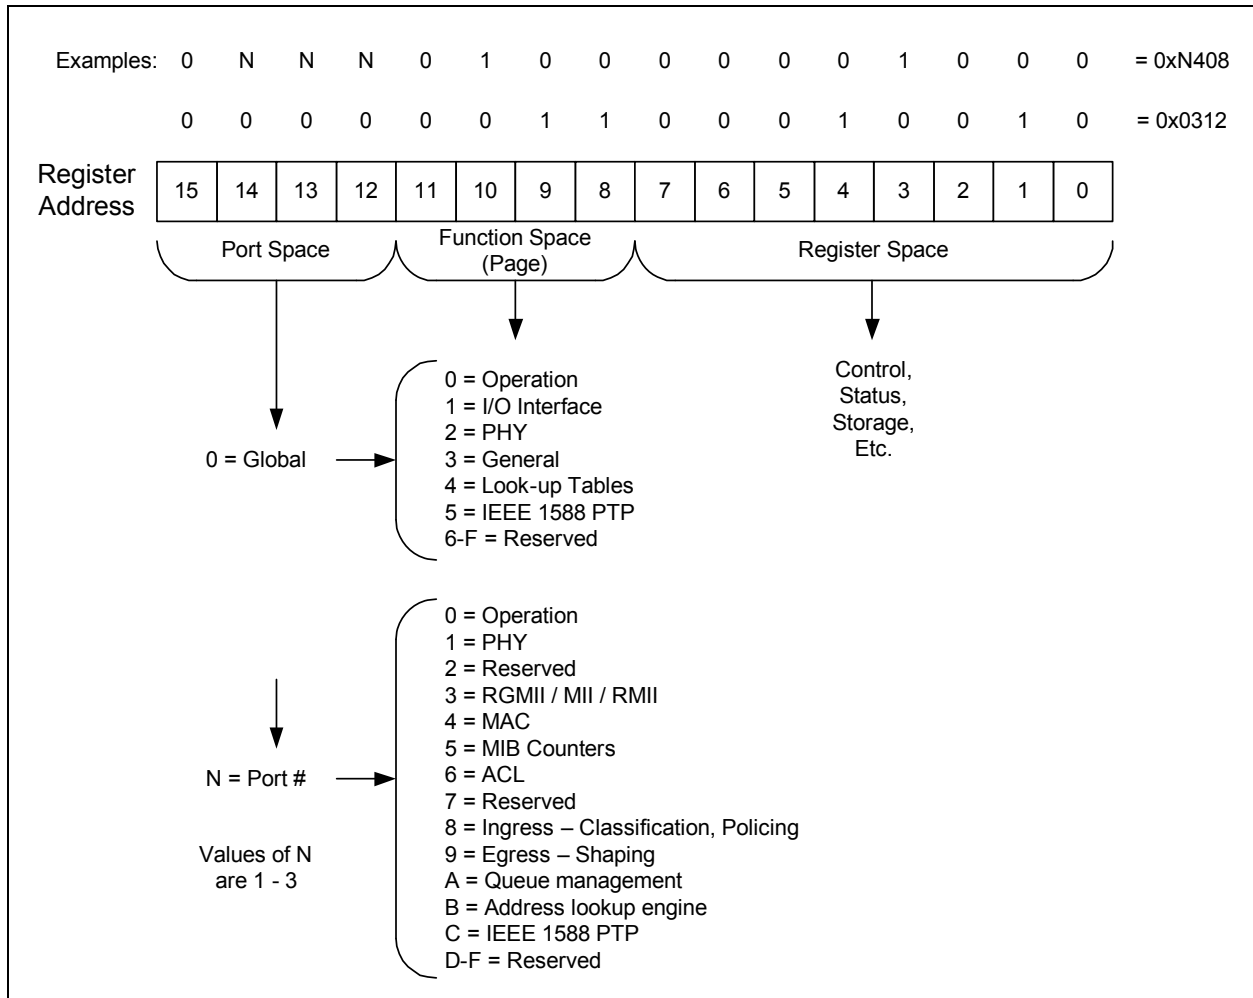 Examples: 0 N N N 0 1 0 0 0 0 0 0 1 0 0 0 = 0xN408
0 0 0 0 0 0 1 1 0 0 0 1 0 0 1 0 = 0x0312
Register
Address
15 14 13 12 11 10 9 8 7 6 5 4 3 2 1 0
Port Space
Function Space
(Page)
Register Space
0 = Global
0 = Operation
1 = I/O Interface
2 = PHY
3 = General
4 = Look-up Tables
5 = IEEE 1588 PTP
6-F = Reserved
Control,
Status,
Storage,
Etc.
N = Port #
Values of N
are 1 - 3
0 = Operation
1 = PHY
2 = Reserved
3 = RGMII / MII / RMII
4 = MAC
5 = MIB Counters
6 = ACL
7 = Reserved
8 = Ingress – Classification, Policing
9 = Egress – Shaping
A = Queue management
B = Address lookup engine
C = IEEE 1588 PTP
D-F = Reserved